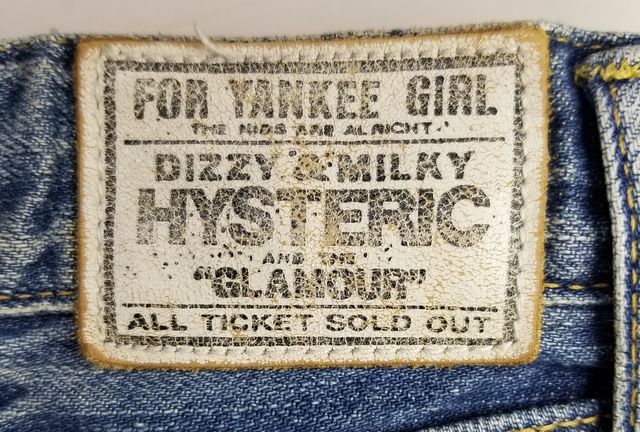 FOR YANKEE GIRL
THE KIDS ARE ALRIGHT.
DIZZY & MILKY
HYSTERIC
AND THE
"GLAMOUR"
ALL TICKET SOLD OUT